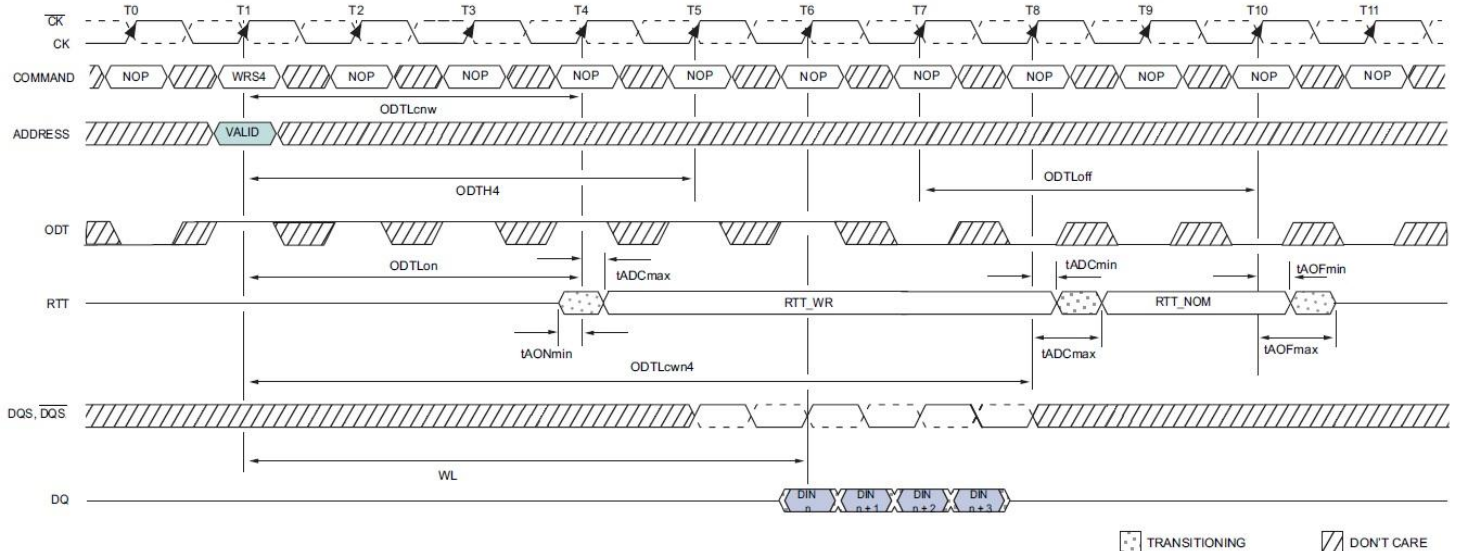 T0 T1 T2 T3 T4 T5 T6 T7 T8 T9 T10 T11
CK
CK
COMMAND NOP WRS4 NOP NOP NOP NOP NOP NOP NOP NOP NOP NOP
ODTLcnw
ADDRESS VALID
ODTH4 ODTLoff
ODT
ODTLon tADCmax tADCmin tAOFmin
RTT RTT_WR RTT_NOM
tAONmin tADCmax tAOFmax
ODTLcwn4
DQS, DQS
WL
DQ DIN DIN DIN DIN
n n + 1 n + 2 n + 3
TRANSITIONING DON'T CARE